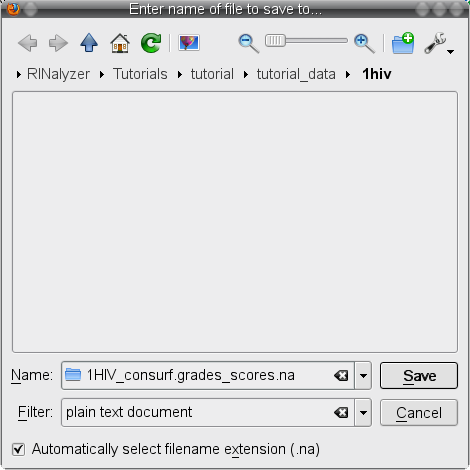 Enter name of file to save to...
RINalyzer Tutorials tutorial tutorial_data 1hiv
Name: 1HIV_consurf.grades_scores.na Save
Filter: plain text document Cancel
Automatically select filename extension (.na)